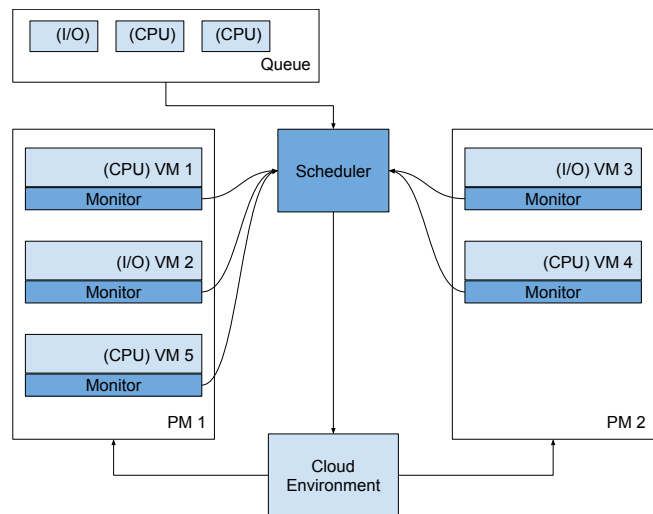 (I/O) (CPU) (CPU)
Queue
Scheduler
(CPU) VM 1
Monitor
(I/O) VM 2
Monitor
(CPU) VM 5
Monitor
PM 1
(I/O) VM 3
Monitor
(CPU) VM 4
Monitor
PM 2
Cloud
Environment